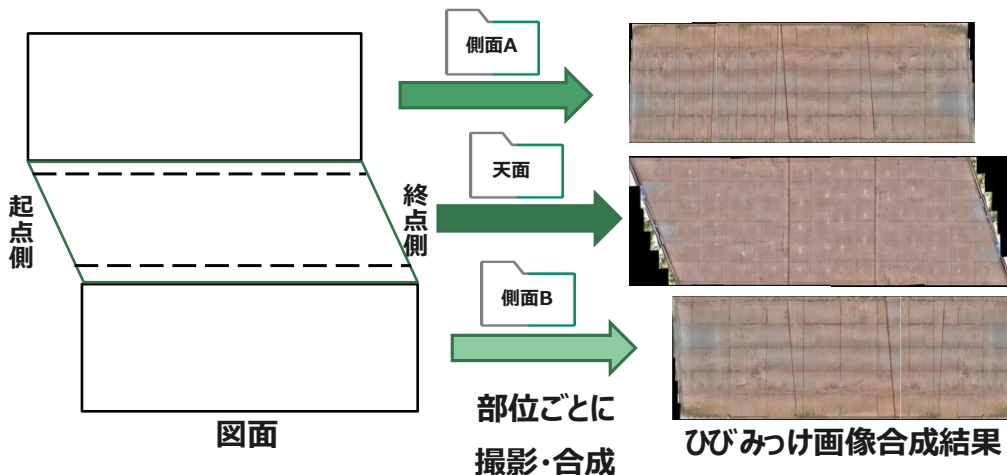 側面A
天面
側面B
起点側
終点側
図面
部位ごとに
撮影・合成
ひびみっけ画像合成結果